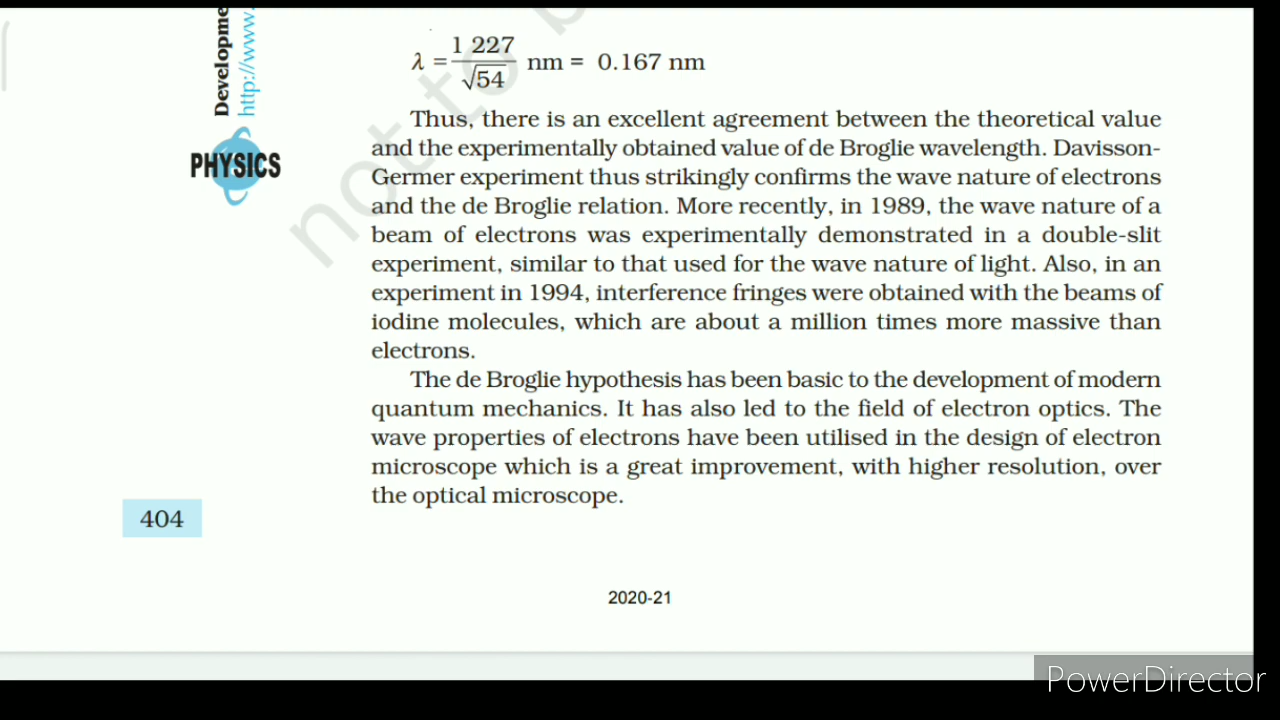 Developme
http://www.
PHYSICS
not to b
λ = 1 227 / √54 nm = 0.167 nm
Thus, there is an excellent agreement between the theoretical value
and the experimentally obtained value of de Broglie wavelength. Davisson-
Germer experiment thus strikingly confirms the wave nature of electrons
and the de Broglie relation. More recently, in 1989, the wave nature of a
beam of electrons was experimentally demonstrated in a double-slit
experiment, similar to that used for the wave nature of light. Also, in an
experiment in 1994, interference fringes were obtained with the beams of
iodine molecules, which are about a million times more massive than
electrons.
The de Broglie hypothesis has been basic to the development of modern
quantum mechanics. It has also led to the field of electron optics. The
wave properties of electrons have been utilised in the design of electron
microscope which is a great improvement, with higher resolution, over
the optical microscope.
404
2020-21
PowerDirector